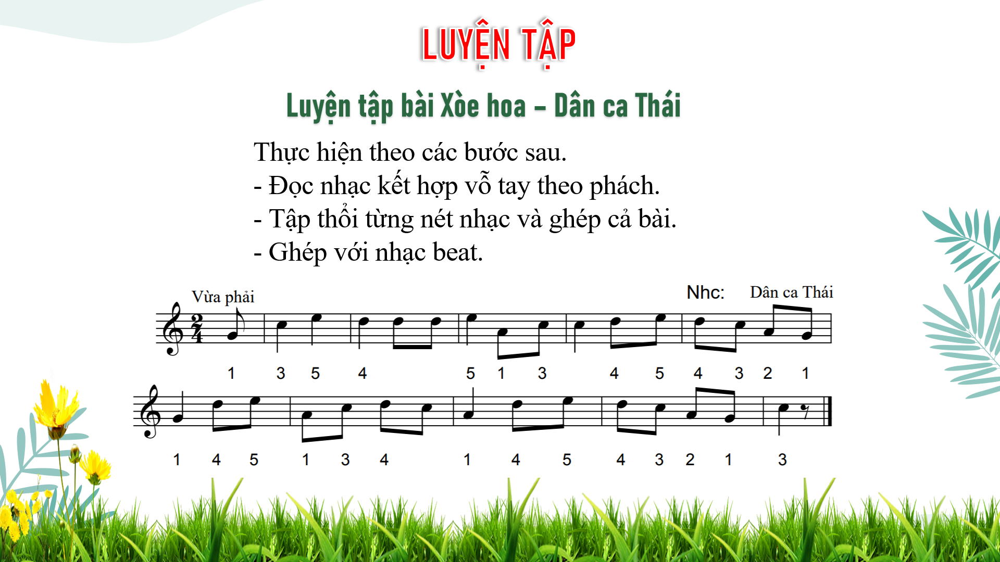 LUYỆN TẬP
Luyện tập bài Xòe hoa – Dân ca Thái
Thực hiện theo các bước sau.
- Đọc nhạc kết hợp vỗ tay theo phách.
- Tập thổi từng nét nhạc và ghép cả bài.
- Ghép với nhạc beat.
Vừa phải Nhc: Dân ca Thái
2
4
1 3 5 4 5 1 3 4 5 4 3 2 1
1 4 5 1 3 4 1 4 5 4 3 2 1 3